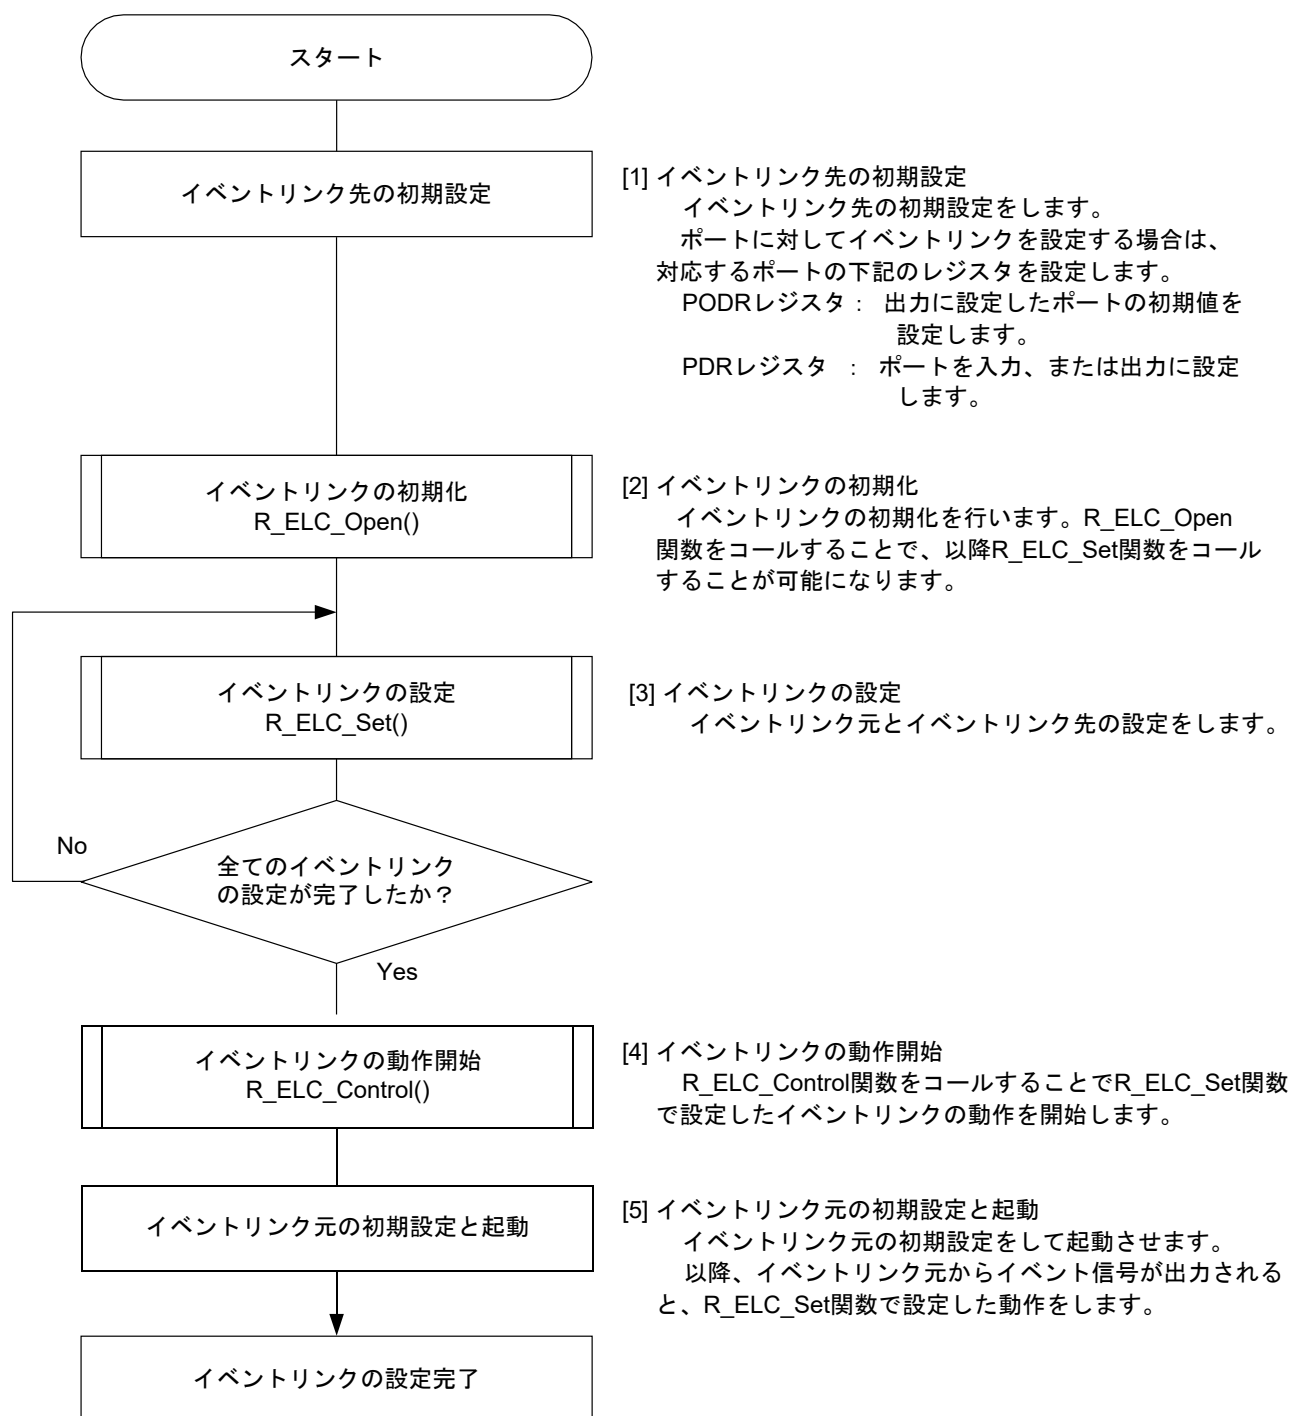 スタート
イベントリンク先の初期設定
[1] イベントリンク先の初期設定
イベントリンク先の初期設定をします。
ポートに対してイベントリンクを設定する場合は、
対応するポートの下記のレジスタを設定します。
PODRレジスタ： 出力に設定したポートの初期値を
設定します。
PDRレジスタ ： ポートを入力、または出力に設定
します。
イベントリンクの初期化
R_ELC_Open()
[2] イベントリンクの初期化
イベントリンクの初期化を行います。R_ELC_Open
関数をコールすることで、以降R_ELC_Set関数をコール
することが可能になります。
イベントリンクの設定
R_ELC_Set()
[3] イベントリンクの設定
イベントリンク元とイベントリンク先の設定をします。
No
全てのイベントリンク
の設定が完了したか？
Yes
イベントリンクの動作開始
R_ELC_Control()
[4] イベントリンクの動作開始
R_ELC_Control関数をコールすることでR_ELC_Set関数
で設定したイベントリンクの動作を開始します。
イベントリンク元の初期設定と起動
[5] イベントリンク元の初期設定と起動
イベントリンク元の初期設定をして起動させます。
以降、イベントリンク元からイベント信号が出力される
と、R_ELC_Set関数で設定した動作をします。
イベントリンクの設定完了